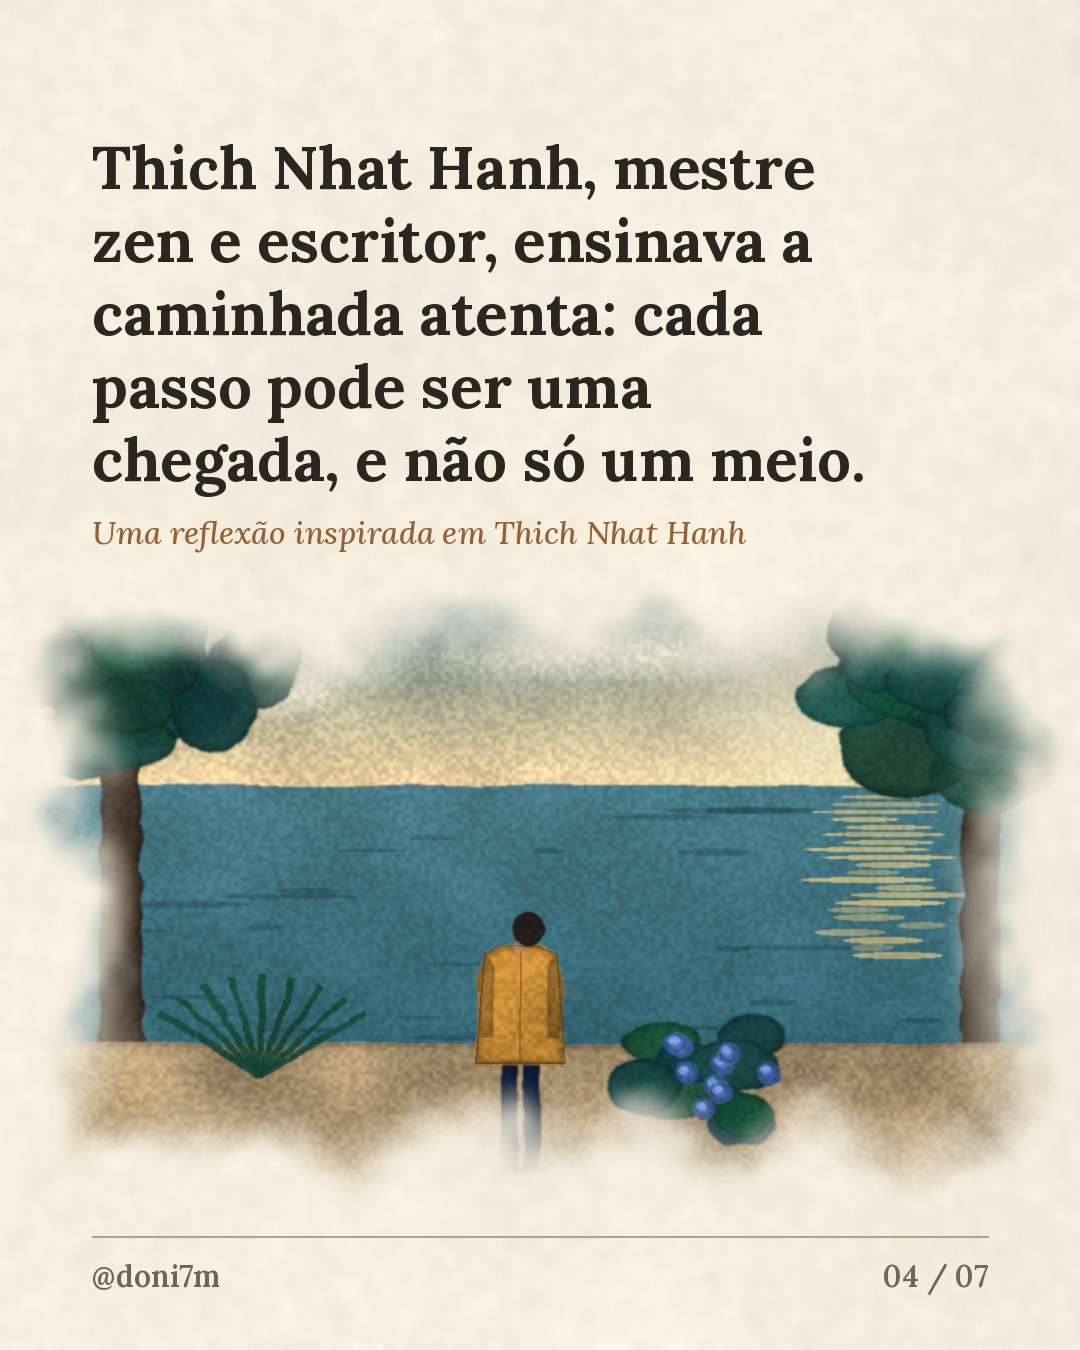 Thich Nhat Hanh, mestre
zen e escritor, ensinava a
caminhada atenta: cada
passo pode ser uma
chegada, e não só um meio.
Uma reflexão inspirada em Thich Nhat Hanh
@doni7m
04 / 07